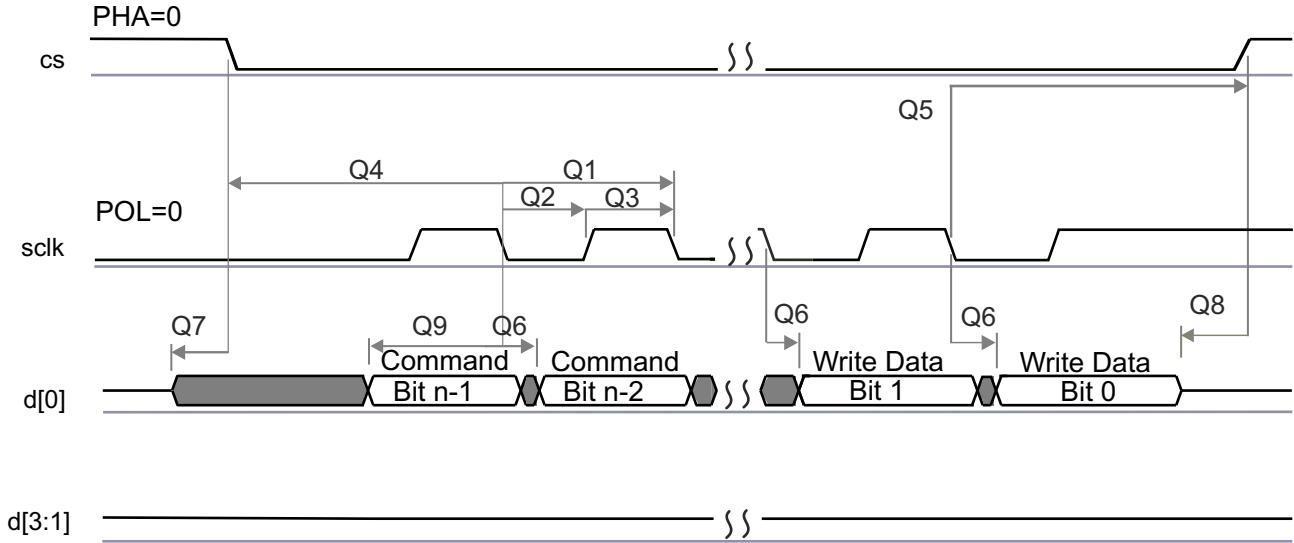 PHA=0
cs
Q5
Q4 Q1
Q2 Q3
POL=0
sclk
Q7 Q9 Q6 Q6 Q6 Q8
Command Command Write Data Write Data
d[0] Bit n-1 Bit n-2 Bit 1 Bit 0
d[3:1]